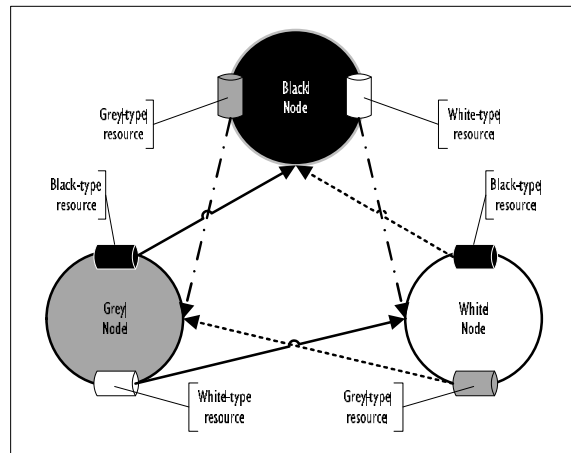 Black
Node
Grey-type
resource
White-type
resource
Black-type
resource
Black-type
resource
Grey
Node
White
Node
White-type
resource
Grey-type
resource